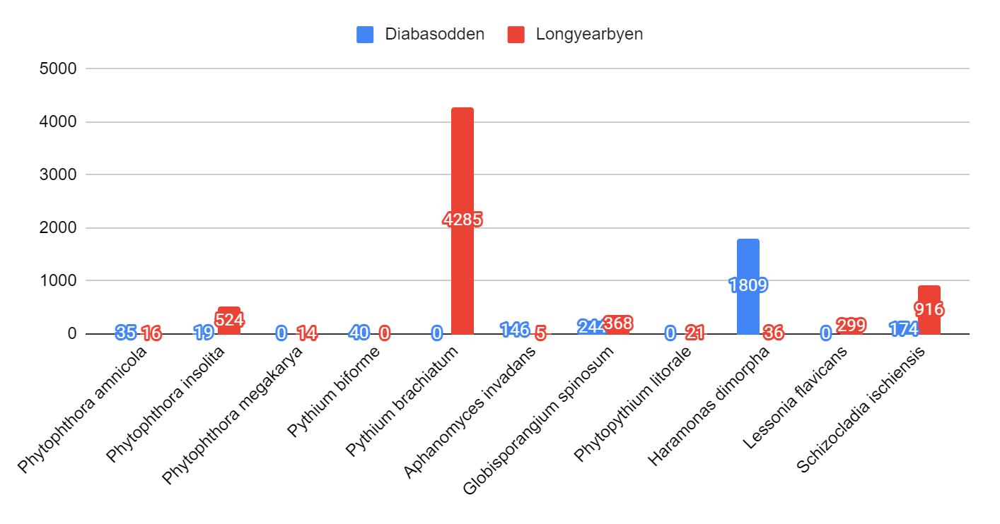 Diabasodden Longyearbyen
5000
4000
3000
2000
1000
0
35 16 19 524 0 14 40 0 0 4285 146 5 244 368 0 21 1809 36 0 299 174 916
Phytophthora amnicola
Phytophthora insolita
Phytophthora megakarya
Pythium biforme
Pythium brachiatum
Aphanomyces invadans
Globisporangium spinosum
Phytopythium litorale
Haramonas dimorpha
Lessonia flavicans
Schizocladia ischiensis